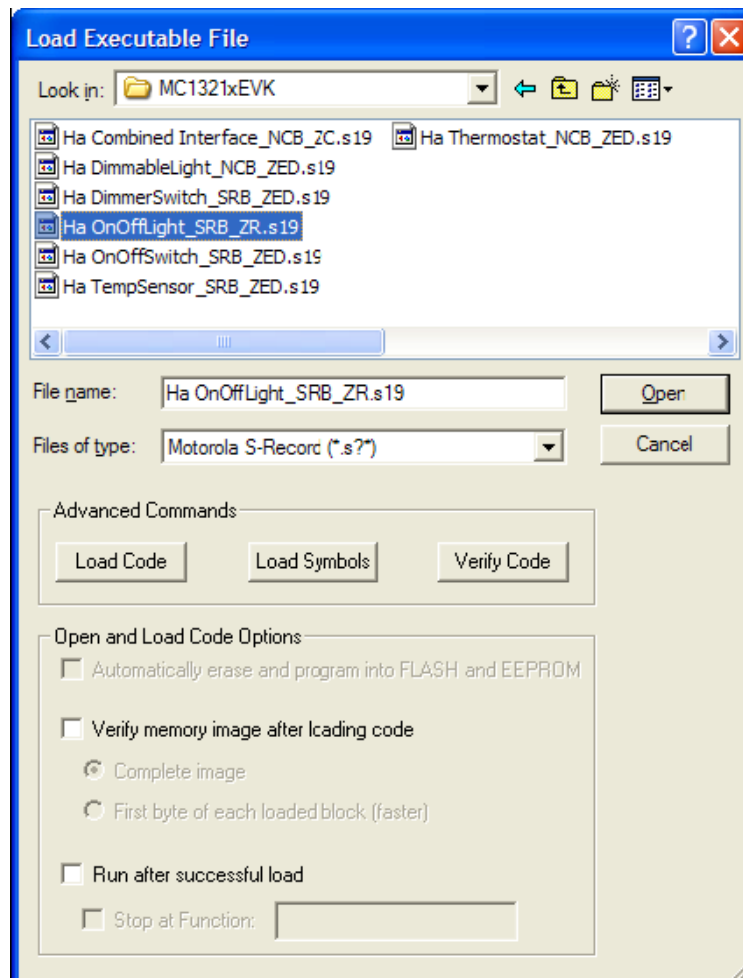 Load Executable File
Look in: MC1321xEVK
Ha Combined Interface_NCB_ZC.s19 Ha Thermostat_NCB_ZED.s19
Ha DimmableLight_NCB_ZED.s19
Ha DimmerSwitch_SRB_ZED.s19
Ha OnOffLight_SRB_ZR.s19
Ha OnOffSwitch_SRB_ZED.s19
Ha TempSensor_SRB_ZED.s19
File name: Ha OnOffLight_SRB_ZR.s19 Open
Files of type: Motorola S-Record (*.s?*) Cancel
Advanced Commands
Load Code Load Symbols Verify Code
Open and Load Code Options
Automatically erase and program into FLASH and EEPROM
Verify memory image after loading code
Complete image
First byte of each loaded block (faster)
Run after successful load
Stop at Function: